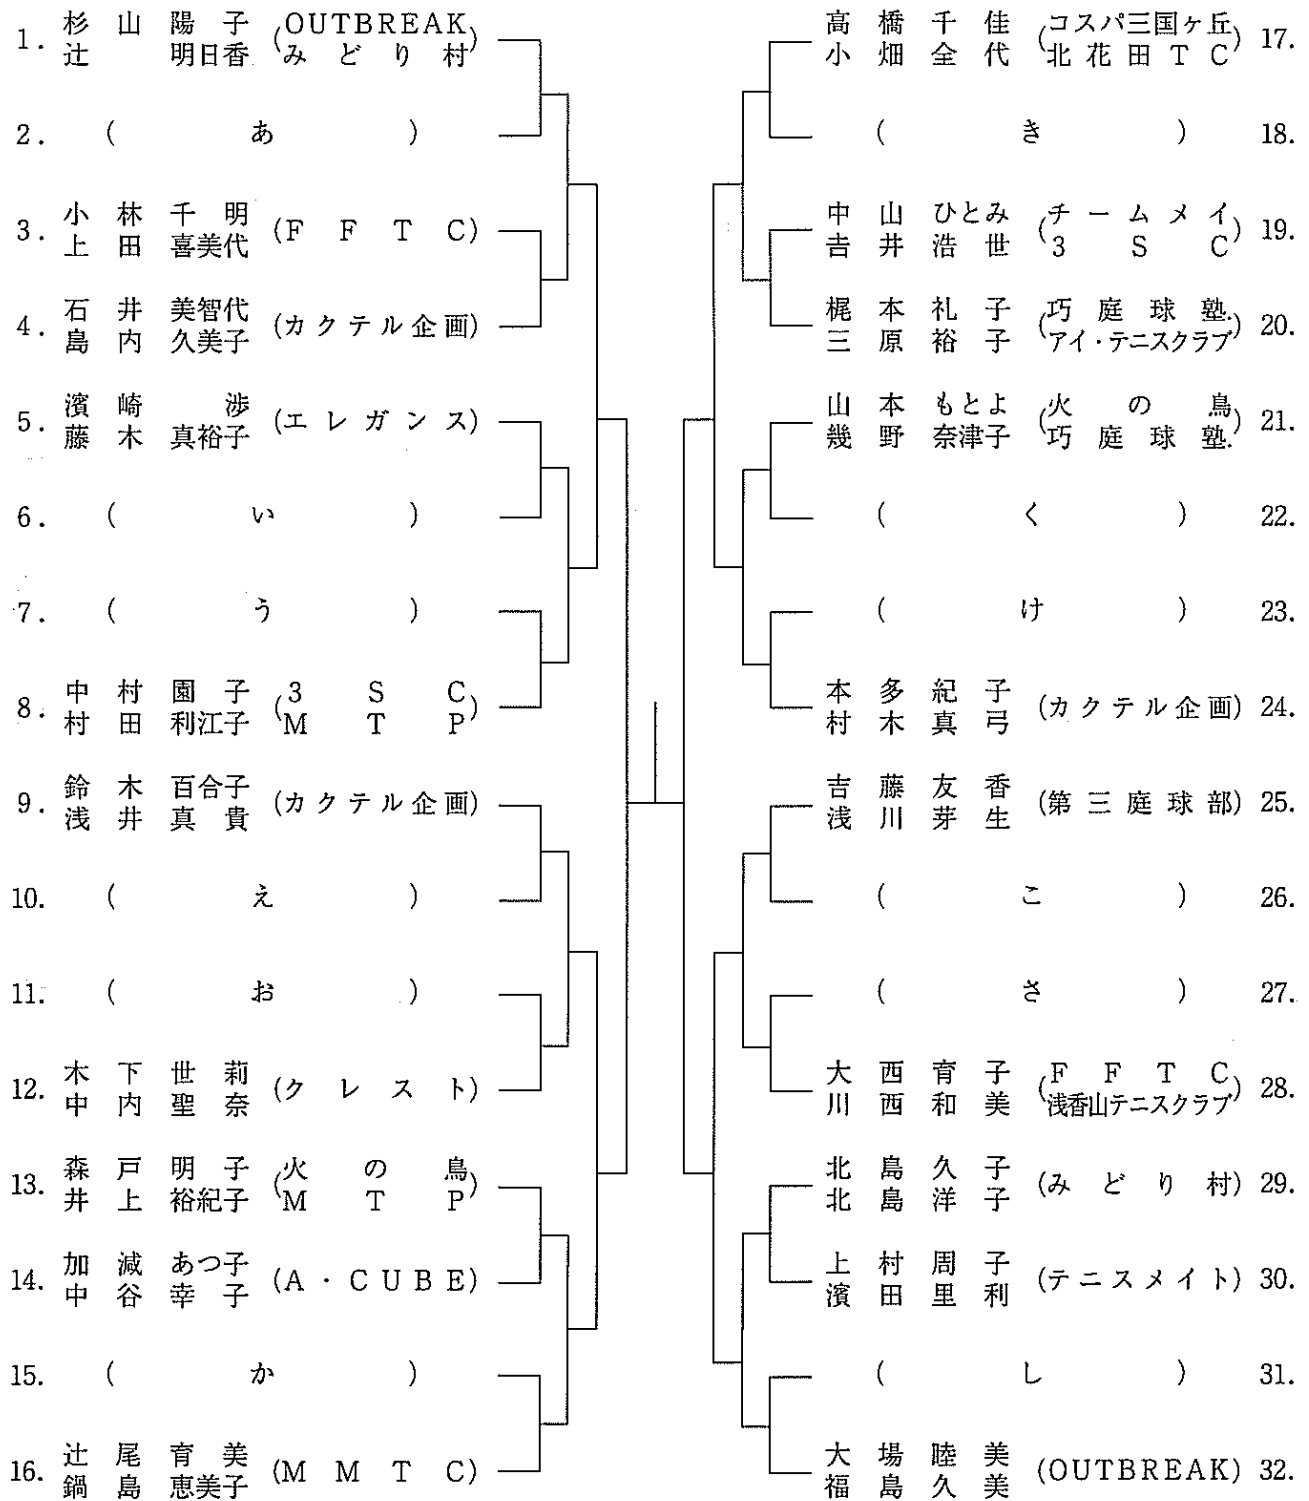 1. 杉山陽子 (OUTBREAK
辻 明日香 みどり村)
2. (あ)
3. 小林千明 (FFTC)
上田喜美代
4. 石井美智代 (カクテル企画)
島内久美子
5. 濱崎渉 (エレガンス)
藤木真裕子
6. (い)
7. (う)
8. 中村園子 (3SC
村田利江子 MTP)
9. 鈴木百合子 (カクテル企画)
浅井真貴
10. (え)
11. (お)
12. 木下世莉 (クレスト)
中内聖奈
13. 森戸明子 (火の鳥
井上裕紀子 MTP)
14. 加減あつ子 (A・CUBE)
中谷幸子
15. (か)
16. 辻尾育美 (MMTC)
鍋島恵美子
高橋千佳 (コスパ三国ヶ丘 17.
小畑全代 北花田TC)
(き) 18.
中山ひとみ (チームメイ 19.
吉井浩世 3SC)
梶本礼子 (巧庭球塾. 20.
三原裕子 アイ・テニスクラブ)
山本もとよ (火の鳥 21.
幾野奈津子 巧庭球塾.)
(く) 22.
(け) 23.
本多紀子 (カクテル企画) 24.
村木真弓
吉藤友香 (第三庭球部) 25.
浅川芽生
(こ) 26.
(さ) 27.
大西育子 (FFTC 28.
川西和美 浅香山テニスクラブ)
北島久子 (みどり村) 29.
北島洋子
上村周子 (テニスメイト) 30.
濱田里利
(し) 31.
大場睦美 (OUTBREAK) 32.
福島久美